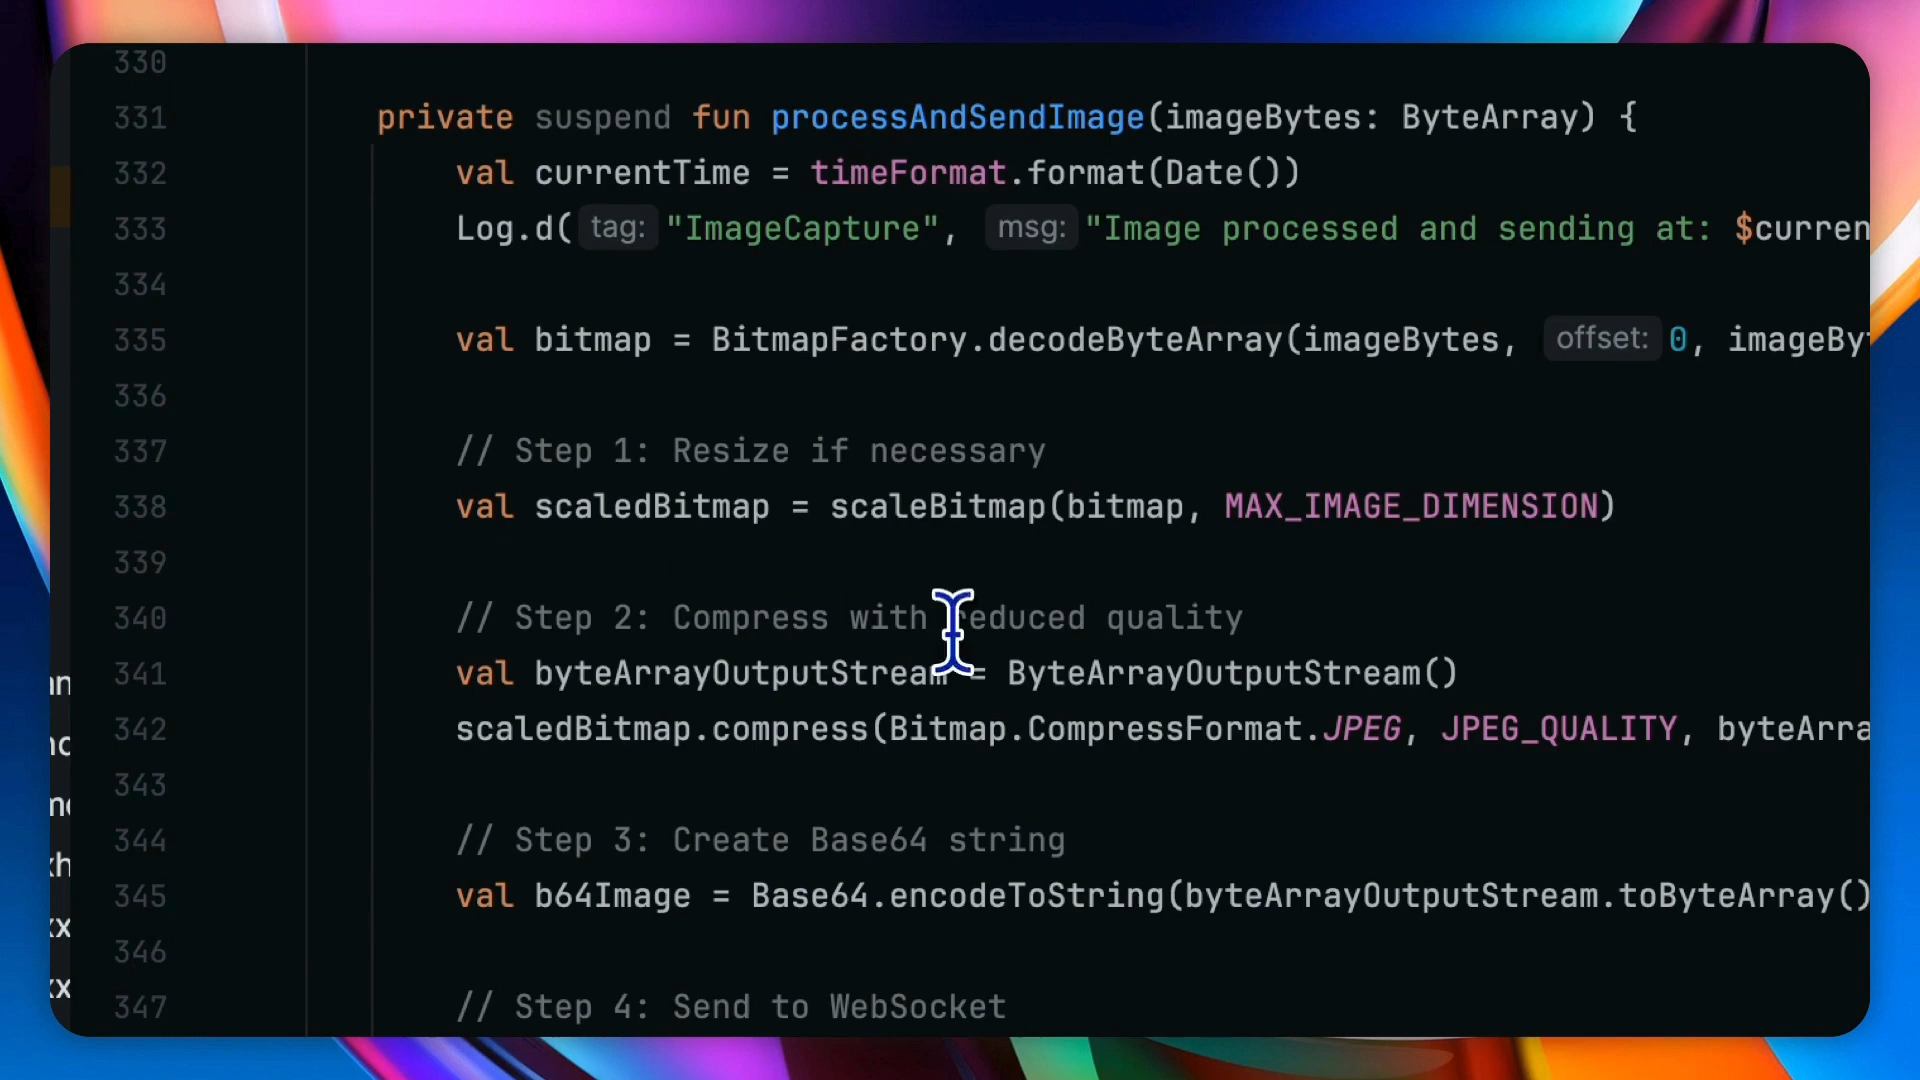 330
331 private suspend fun processAndSendImage(imageBytes: ByteArray) {
332 val currentTime = timeFormat.format(Date())
333 Log.d( tag: "ImageCapture", msg: "Image processed and sending at: $curren
334
335 val bitmap = BitmapFactory.decodeByteArray(imageBytes, offset: 0, imageBy
336
337 // Step 1: Resize if necessary
338 val scaledBitmap = scaleBitmap(bitmap, MAX_IMAGE_DIMENSION)
339
340 // Step 2: Compress with reduced quality
341 val byteArrayOutputStream = ByteArrayOutputStream()
342 scaledBitmap.compress(Bitmap.CompressFormat.JPEG, JPEG_QUALITY, byteArra
343
344 // Step 3: Create Base64 string
345 val b64Image = Base64.encodeToString(byteArrayOutputStream.toByteArray()
346
347 // Step 4: Send to WebSocket